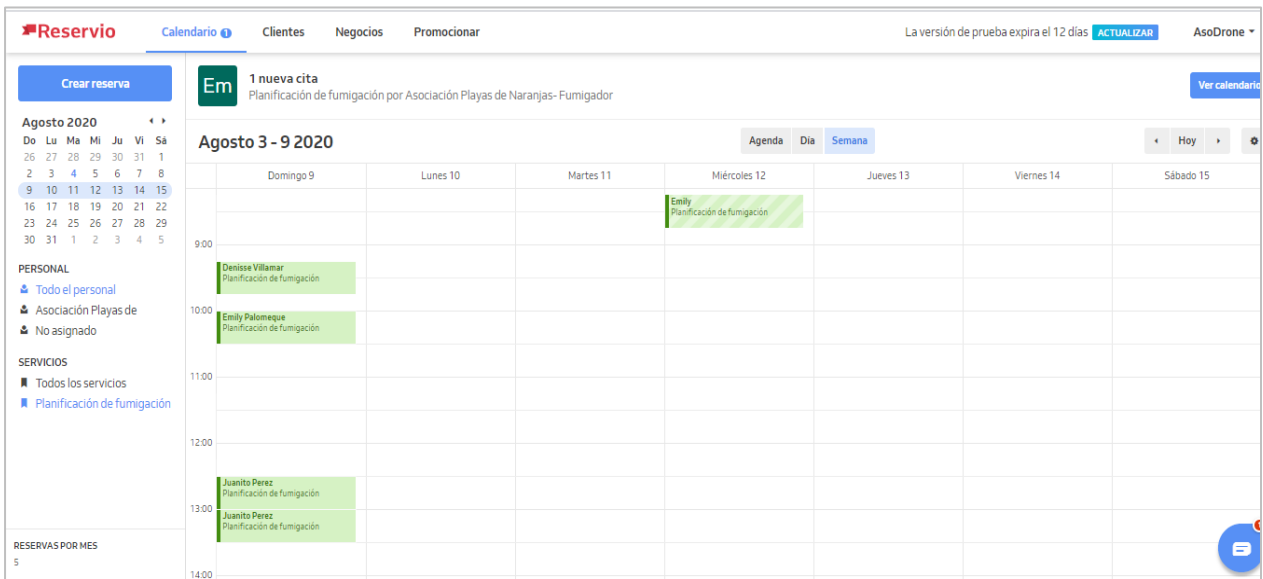 Reservio
Calendario 1 Clientes Negocios Promocionar La versión de prueba expira el 12 días ACTUALIZAR AsoDrone
Crear reserva
Em
1 nueva cita
Planificación de fumigación por Asociación Playas de Naranjas- Fumigador
Ver calendario
Agosto 2020
Do Lu Ma Mi Ju Vi Sá
26 27 28 29 30 31 1
2 3 4 5 6 7 8
9 10 11 12 13 14 15
16 17 18 19 20 21 22
23 24 25 26 27 28 29
30 31 1 2 3 4 5
PERSONAL
Todo el personal
Asociación Playas de
No asignado
SERVICIOS
Todos los servicios
Planificación de fumigación
RESERVAS POR MES
5
Agosto 3 - 9 2020
Agenda Dia Semana
Hoy
Domingo 9 Lunes 10 Martes 11 Miércoles 12 Jueves 13 Viernes 14 Sábado 15
Emily
Planificación de fumigación
9:00
Denisse Villamar
Planificación de fumigación
10:00
Emily Palomeque
Planificación de fumigación
11:00
12:00
Juanito Perez
Planificación de fumigación
13:00
Juanito Perez
Planificación de fumigación
14:00